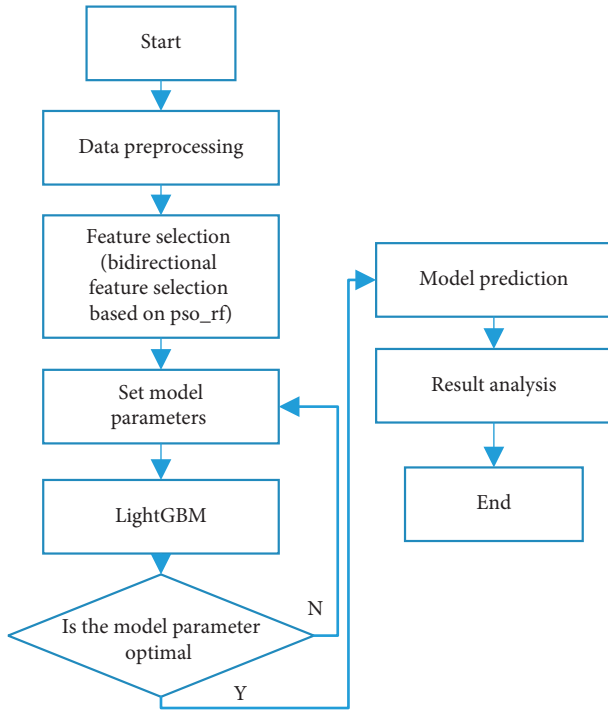 Start
Data preprocessing
Feature selection
(bidirectional
feature selection
based on pso_rf)
Set model
parameters
LightGBM
Is the model parameter
optimal
N
Y
Model prediction
Result analysis
End